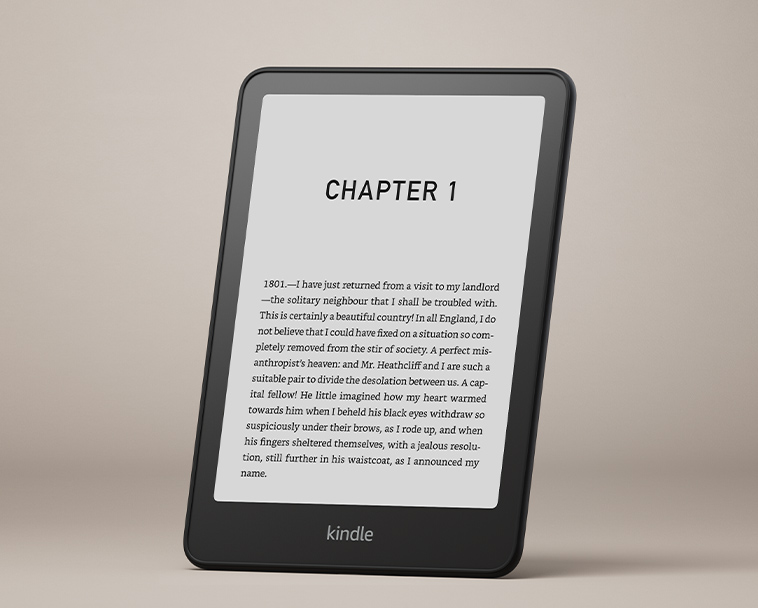 CHAPTER 1
1801.—I have just returned from a visit to my landlord
—the solitary neighbour that I shall be troubled with.
This is certainly a beautiful country! In all England, I do
not believe that I could have fixed on a situation so com-
pletely removed from the stir of society. A perfect mis-
anthropist's heaven: and Mr. Heathcliff and I are such a
suitable pair to divide the desolation between us. A cap-
ital fellow! He little imagined how my heart warmed
towards him when I beheld his black eyes withdraw so
suspiciously under their brows, as I rode up, and when
his fingers sheltered themselves, with a jealous resolu-
tion, still further in his waistcoat, as I announced my
name.
kindle